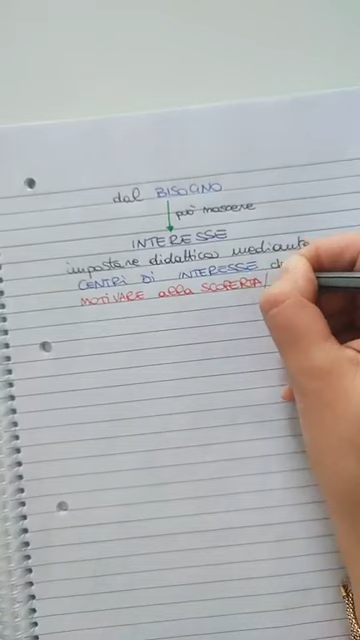 dal BISOGNO
può nascere
INTERESSE
impostare didattica mediante
CENTRI DI INTERESSE
MOTIVARE alla SCOPERTA